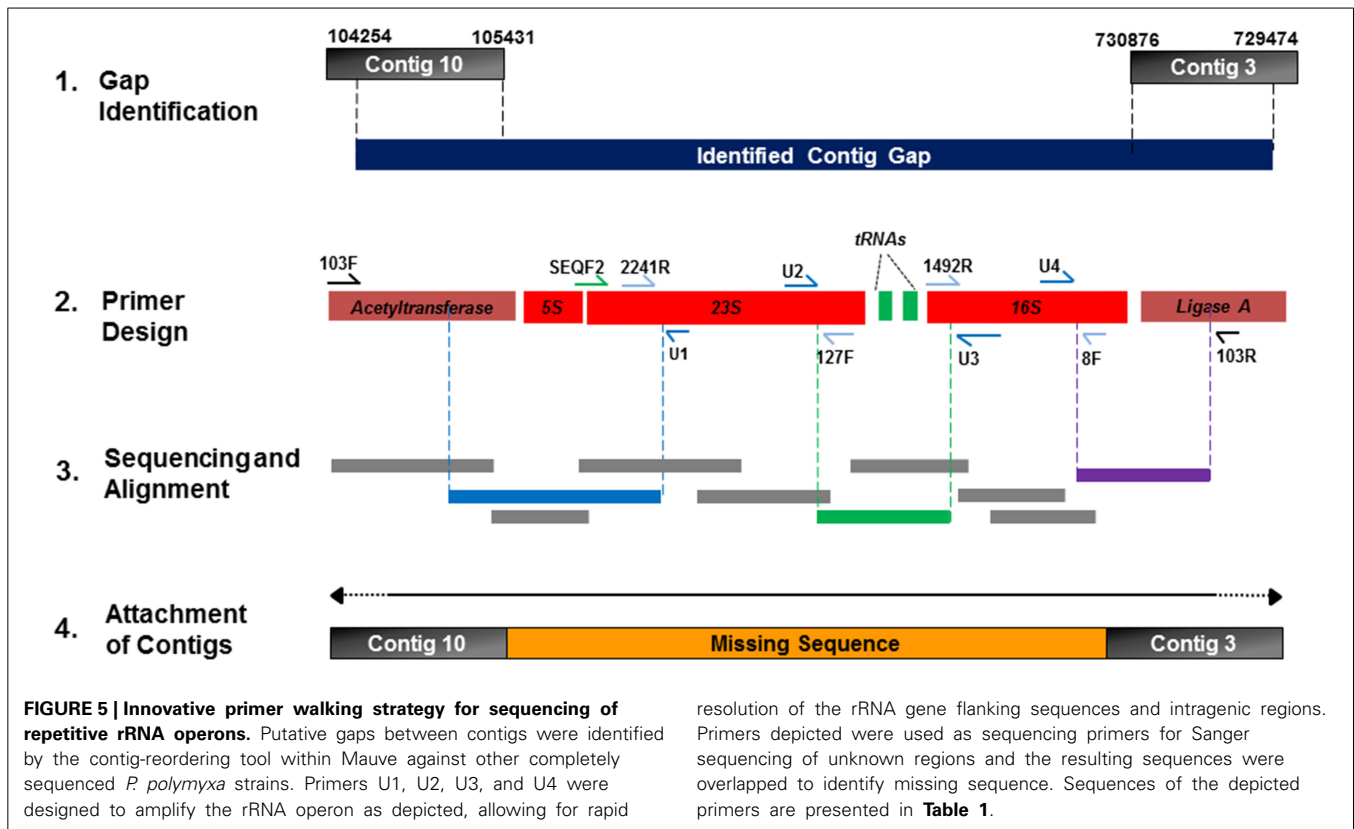 104254 105431 730876 729474
1. Gap Identification
Contig 10
Contig 3
Identified Contig Gap
2. Primer Design
103F
SEQF2
2241R
U2
tRNAs
1492R
U4
Acetyltransferase
5S
23S
16S
Ligase A
U1
127F
U3
8F
103R
3. Sequencing and Alignment
4. Attachment of Contigs
Contig 10
Missing Sequence
Contig 3
FIGURE 5 | Innovative primer walking strategy for sequencing of
repetitive rRNA operons. Putative gaps between contigs were identified
by the contig-reordering tool within Mauve against other completely
sequenced P. polymyxa strains. Primers U1, U2, U3, and U4 were
designed to amplify the rRNA operon as depicted, allowing for rapid
resolution of the rRNA gene flanking sequences and intragenic regions.
Primers depicted were used as sequencing primers for Sanger
sequencing of unknown regions and the resulting sequences were
overlapped to identify missing sequence. Sequences of the depicted
primers are presented in Table 1.